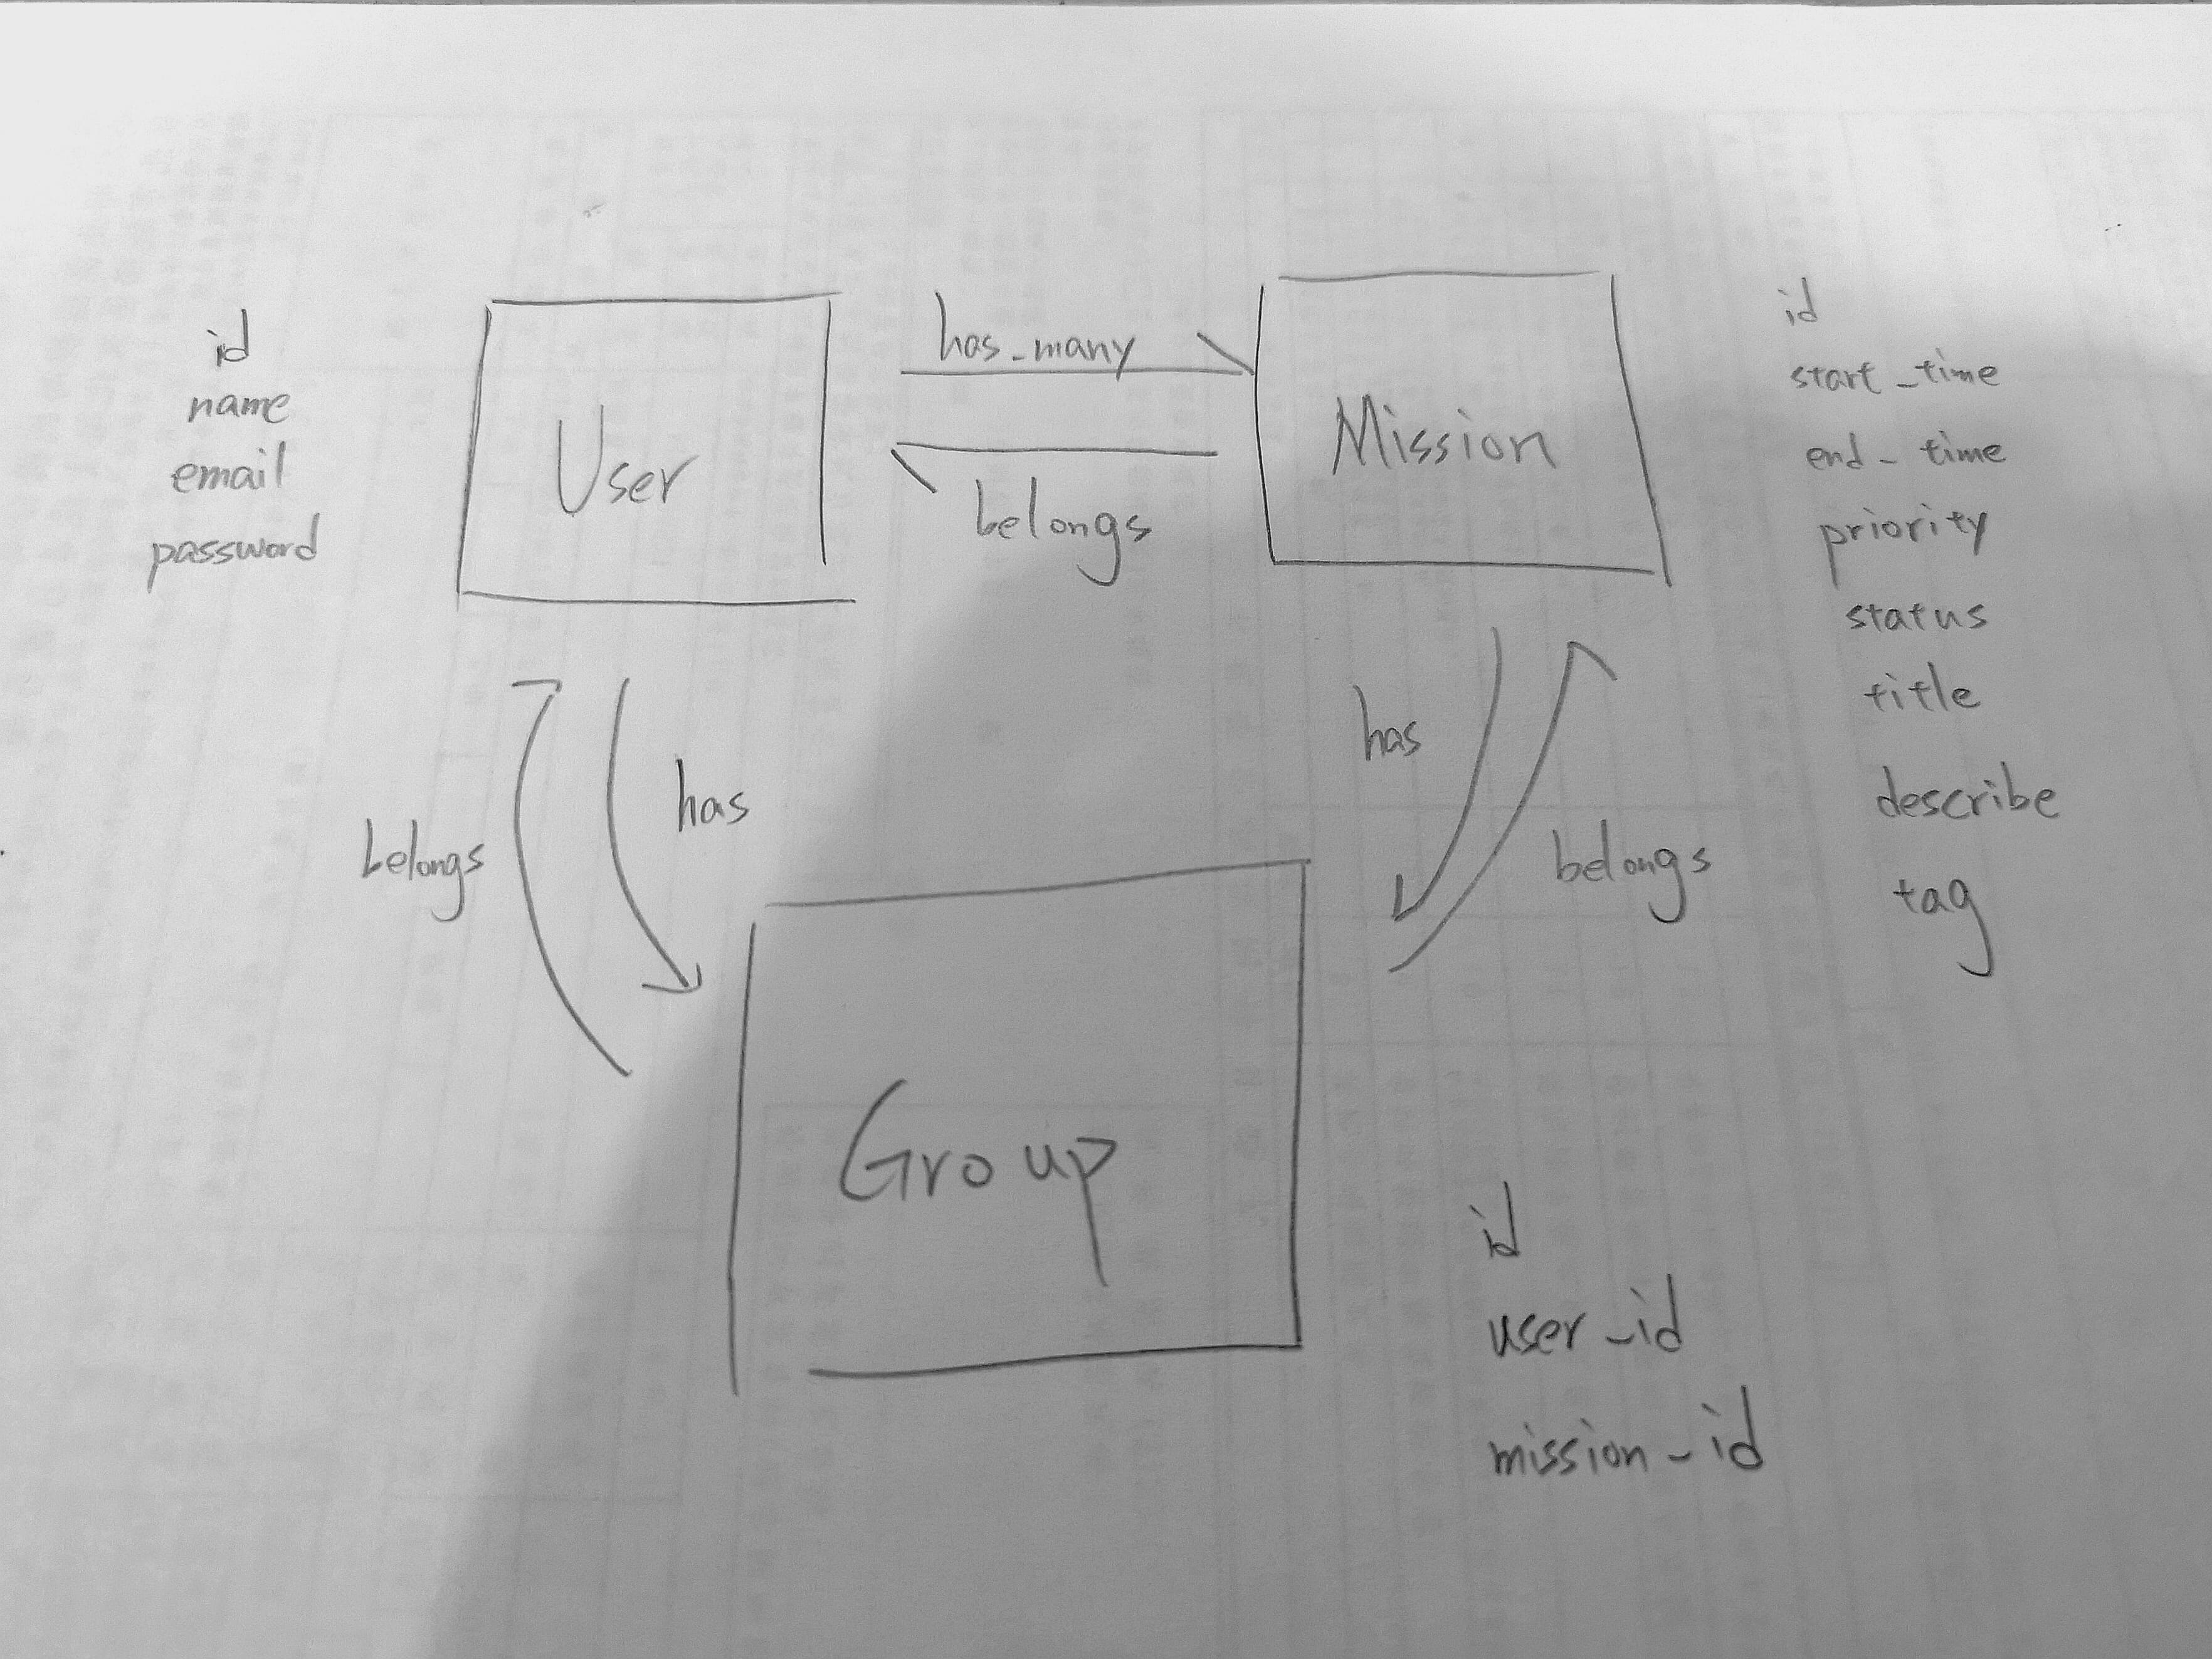 id
name
email
password
User
has_many
belongs
Mission
id
start_time
end_time
priority
status
title
describe
tag
belongs
has
has
belongs
Group
id
user_id
mission_id